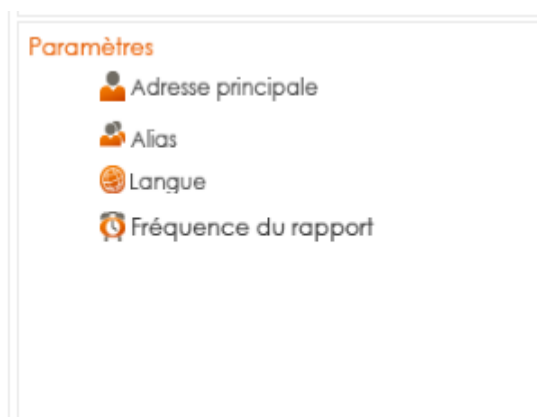 Paramètres
Adresse principale
Alias
Langue
Fréquence du rapport